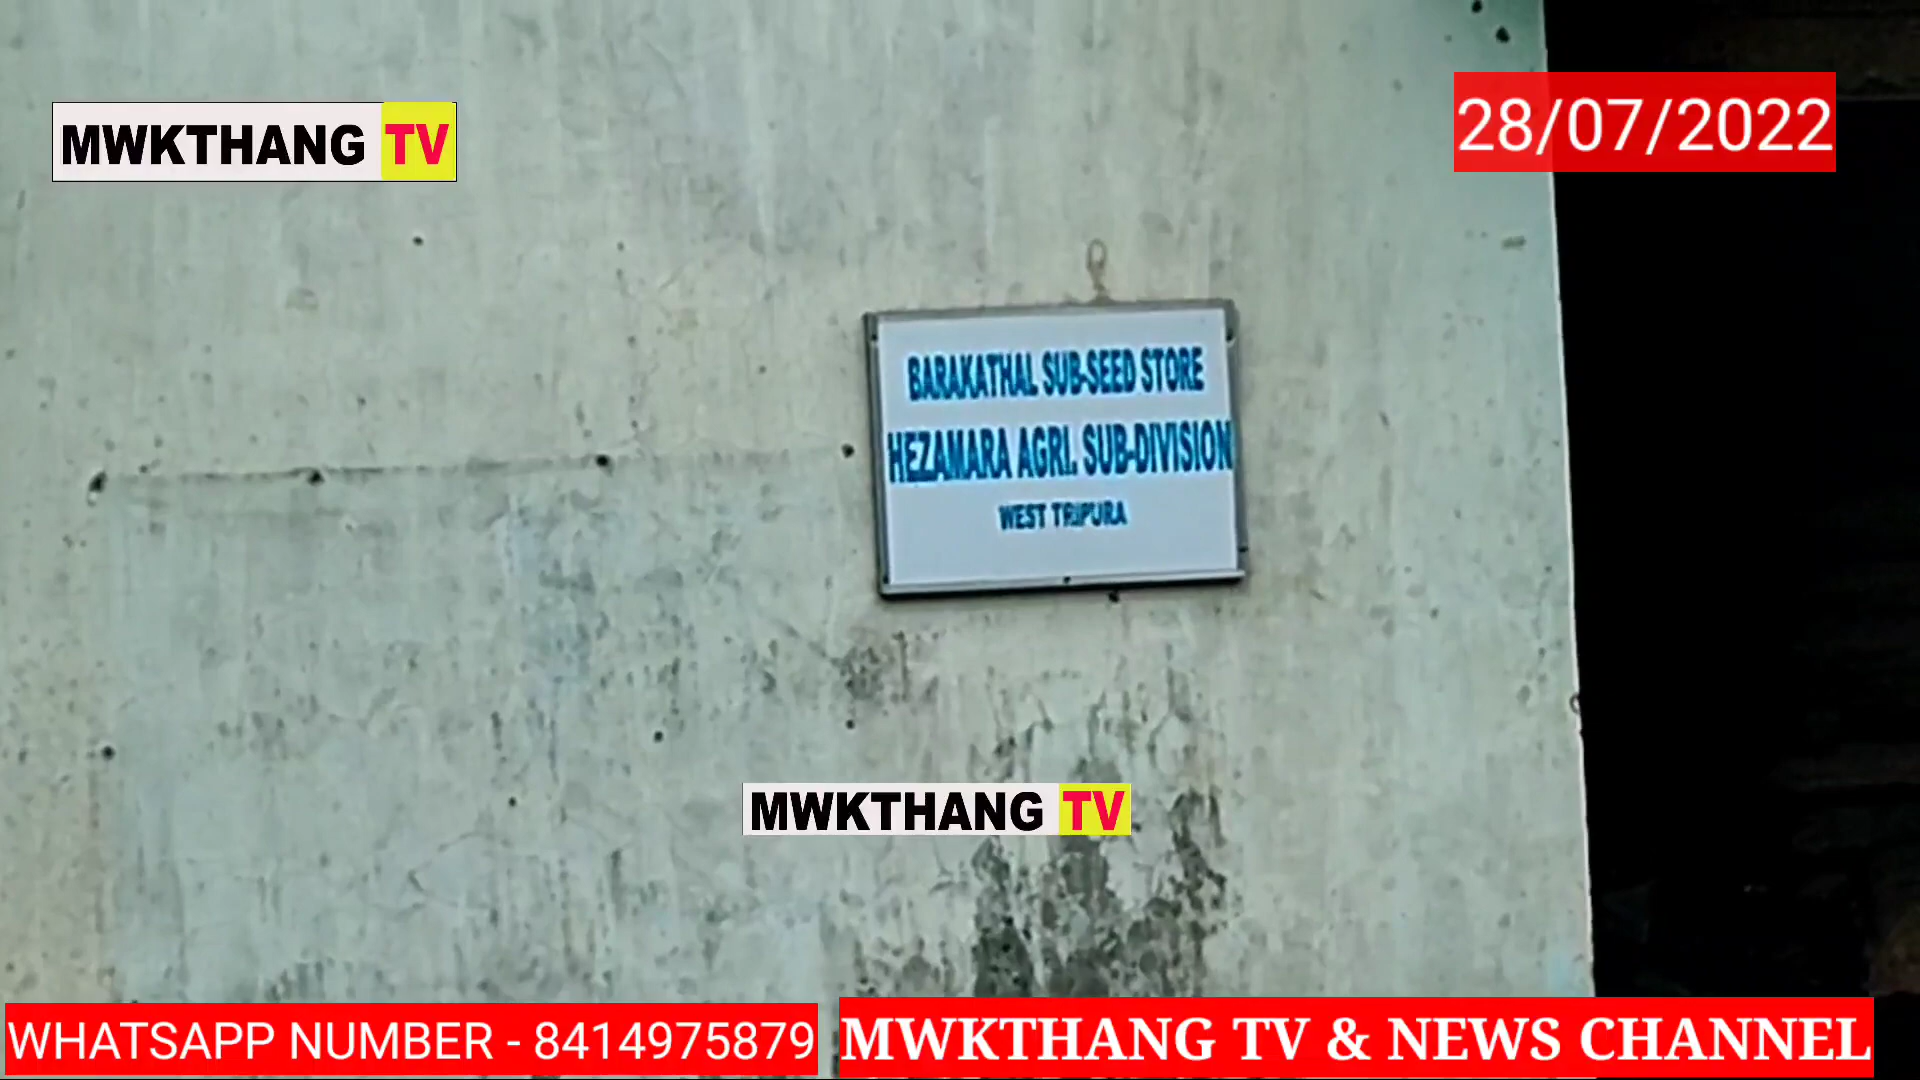 MWKTHANG TV
28/07/2022
BARAKATHAL SUB-SEED STORE
HEZAMARA AGRI. SUB-DIVISION
WEST TRIPURA
MWKTHANG TV
WHATSAPP NUMBER - 8414975879
MWKTHANG TV & NEWS CHANNEL